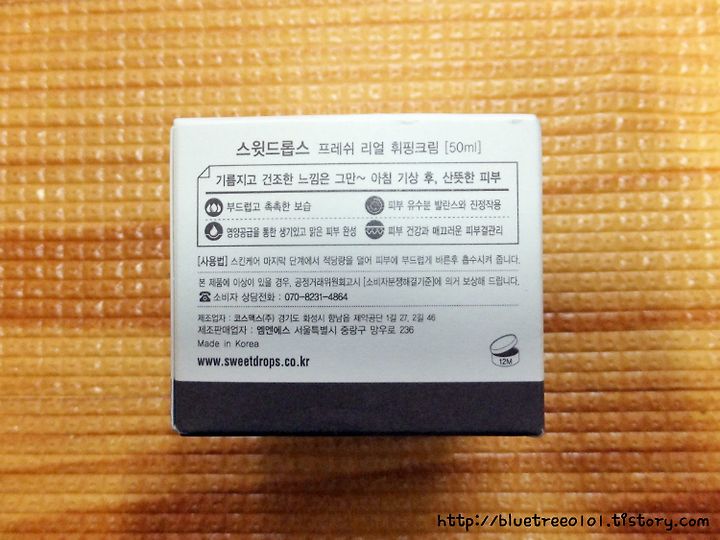 스윗드롭스 프레쉬 리얼 휘핑크림 [50ml]
기름지고 건조한 느낌은 그만~ 아침 기상 후, 산뜻한 피부
부드럽고 촉촉한 보습
피부 유수분 발란스와 진정작용
영양공급을 통한 생기있고 맑은 피부 완성
피부 건강과 매끄러운 피부결관리
[사용법] 스킨케어 마지막 단계에서 적당량을 덜어 피부에 부드럽게 바른후 흡수시켜 줍니다.
본 제품에 이상이 있을 경우, 공정거래위원회고시 [소비자분쟁해결기준]에 의거 보상해 드립니다.
☎소비자 상담전화 : 070-8231-4864
제조업자 : 코스맥스(주) 경기도 화성시 향남읍 제약공단 1길 27, 2길 46
제조판매업자 : 엠엔에스 서울특별시 중랑구 망우로 236
Made in Korea
www.sweetdrops.co.kr
12M
http://bluetree0101.tistory.com